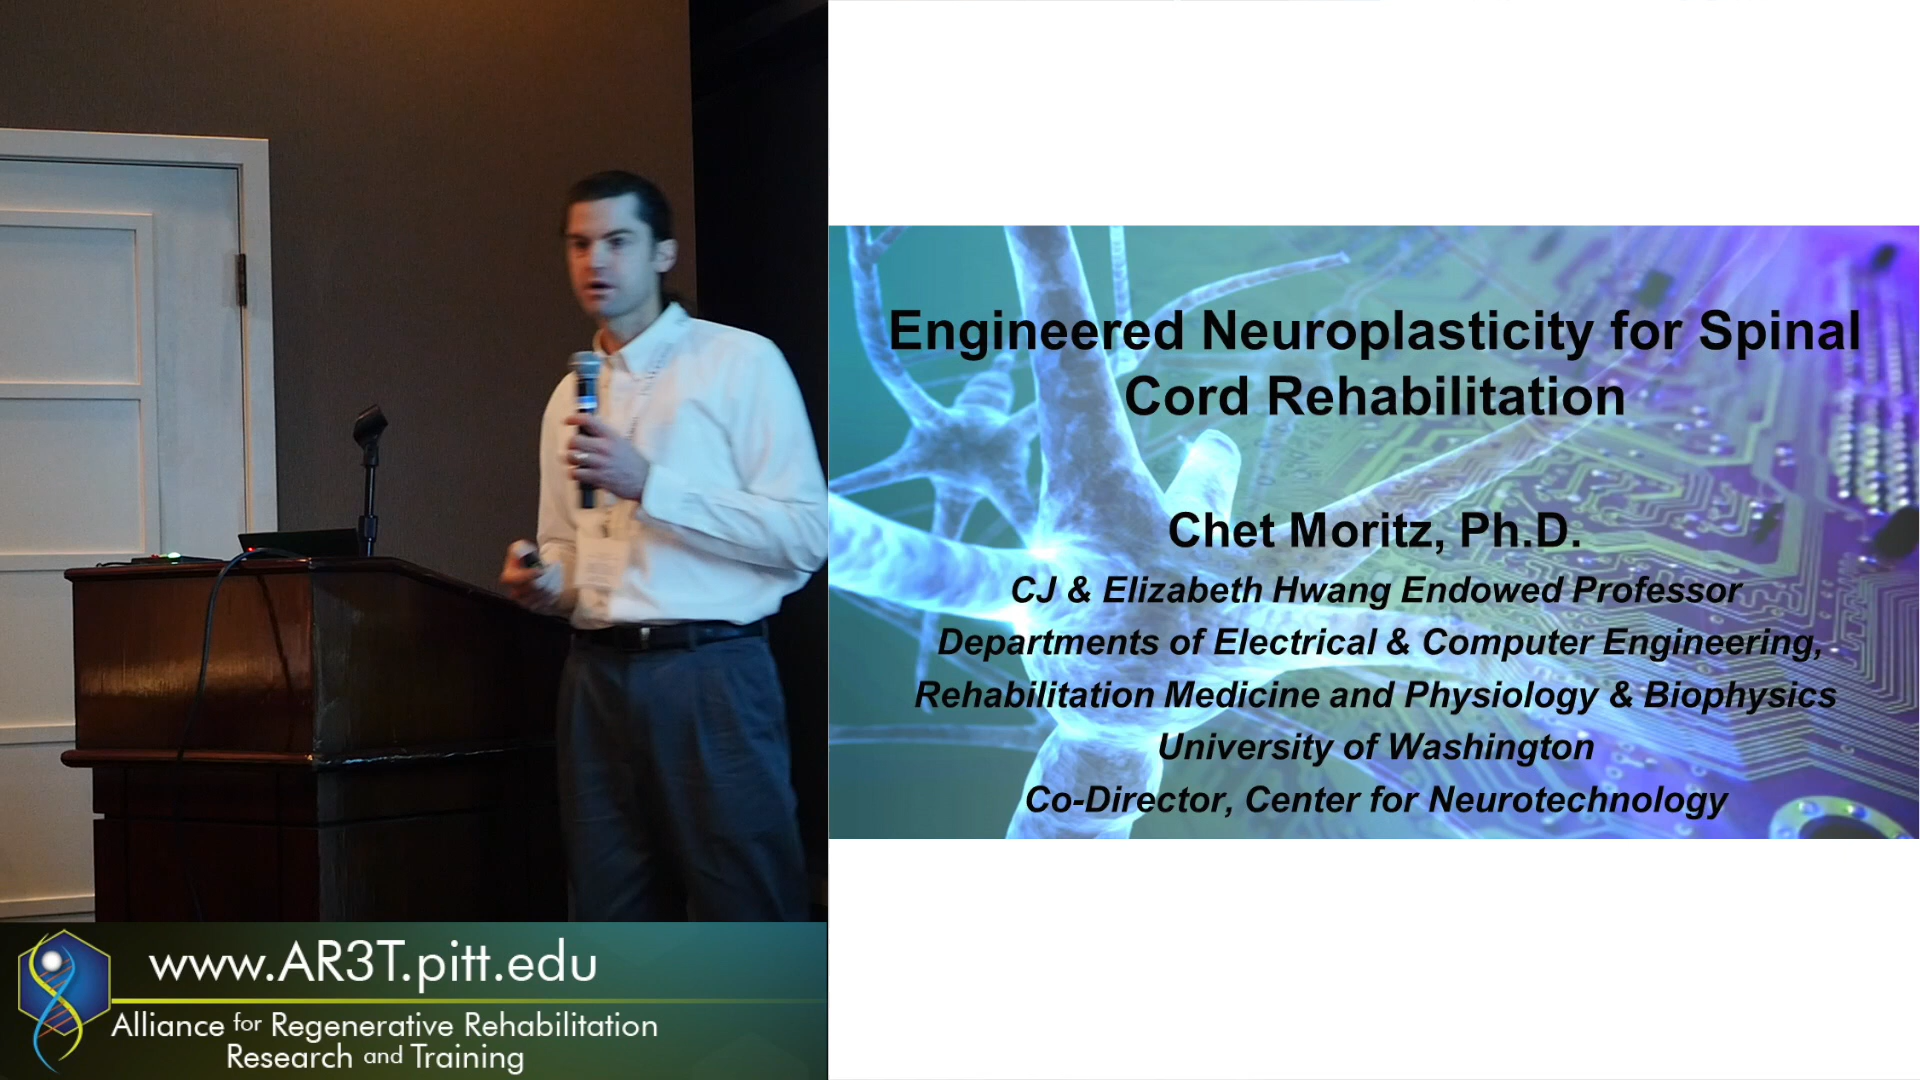 Engineered Neuroplasticity for Spinal
Cord Rehabilitation
Chet Moritz, Ph.D.
CJ & Elizabeth Hwang Endowed Professor
Departments of Electrical & Computer Engineering,
Rehabilitation Medicine and Physiology & Biophysics
University of Washington
Co-Director, Center for Neurotechnology
www.AR3T.pitt.edu
Alliance for Regenerative Rehabilitation
Research and Training